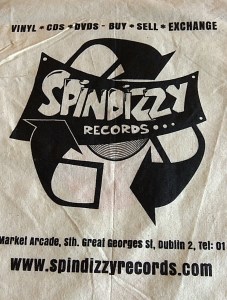 VINYL ★ CDS ★ DVDS - BUY ★ SELL ★ EXCHANGE
SPINDIZZY
RECORDS...
Market Arcade, Sth. Great Georges St, Dublin 2, Tel: 01
www.spindizzyrecords.com